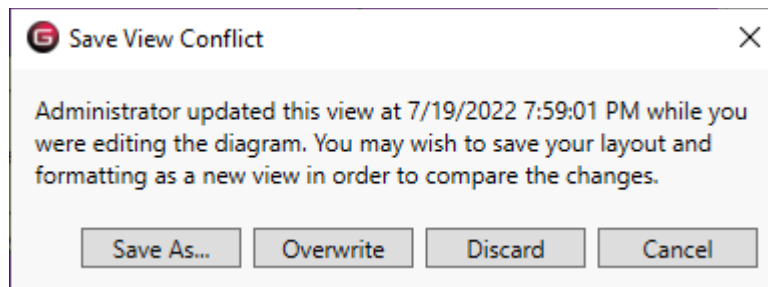 G Save View Conflict
Administrator updated this view at 7/19/2022 7:59:01 PM while you
were editing the diagram. You may wish to save your layout and
formatting as a new view in order to compare the changes.
Save As... Overwrite Discard Cancel